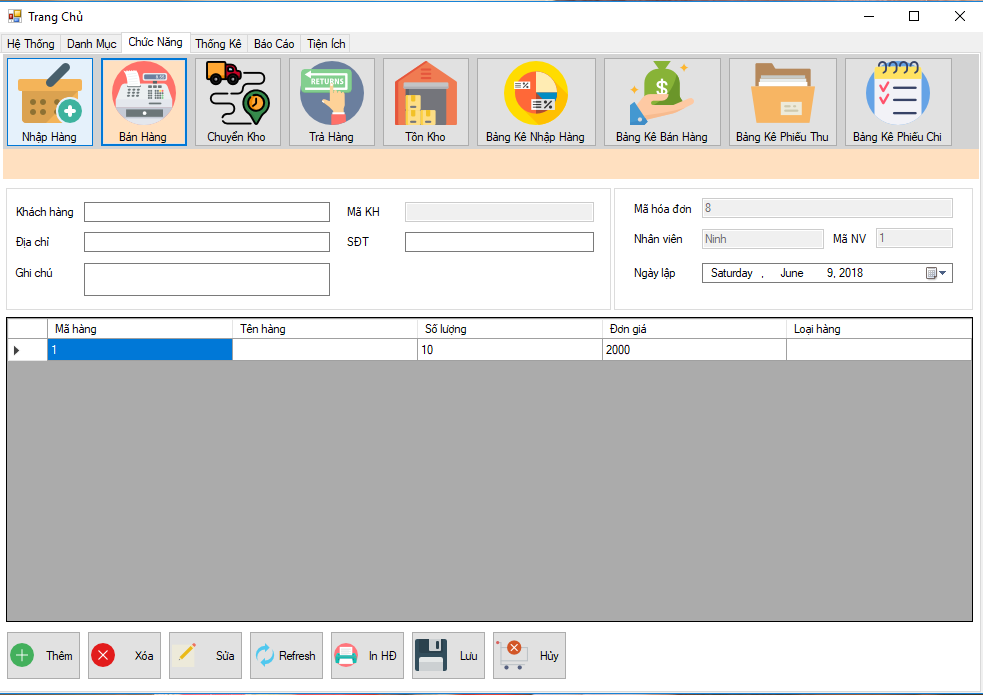 Trang Chủ
Hệ Thống Danh Mục Chức Năng Thống Kê Báo Cáo Tiện Ích
RETURNS
Nhập Hàng Bán Hàng Chuyển Kho Trả Hàng Tồn Kho Bảng Kê Nhập Hàng Bảng Kê Bán Hàng Bảng Kê Phiếu Thu Bảng Kê Phiếu Chi
Khách hàng Mã KH
Địa chỉ SĐT
Ghi chú
Mã hóa đơn 8
Nhân viên Ninh Mã NV 1
Ngày lập Saturday , June 9, 2018
Mã hàng Tên hàng Số lượng Đơn giá Loại hàng
1 10 2000
Thêm Xóa Sửa Refresh In HĐ Lưu Hủy